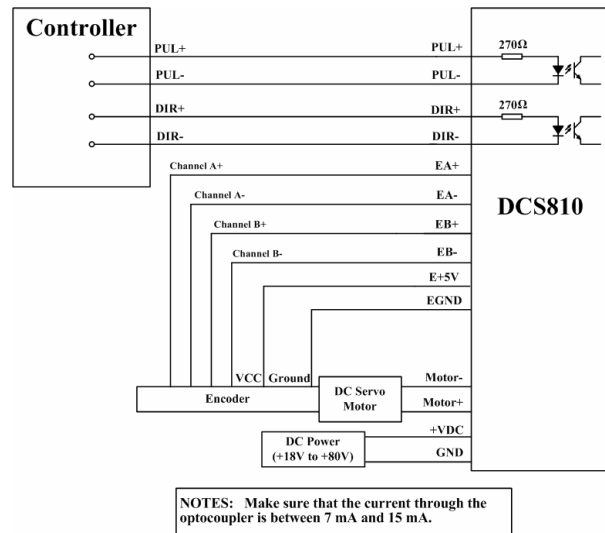 Controller
PUL+
PUL-
DIR+
DIR-
PUL+
PUL-
DIR+
DIR-
270Ω
270Ω
DCS810
Channel A+
EA+
Channel A-
EA-
Channel B+
EB+
Channel B-
EB-
E+5V
EGND
VCC
Ground
Encoder
DC Servo
Motor
Motor-
Motor+
DC Power
(+18V to +80V)
+VDC
GND
NOTES: Make sure that the current through the
optocoupler is between 7 mA and 15 mA.